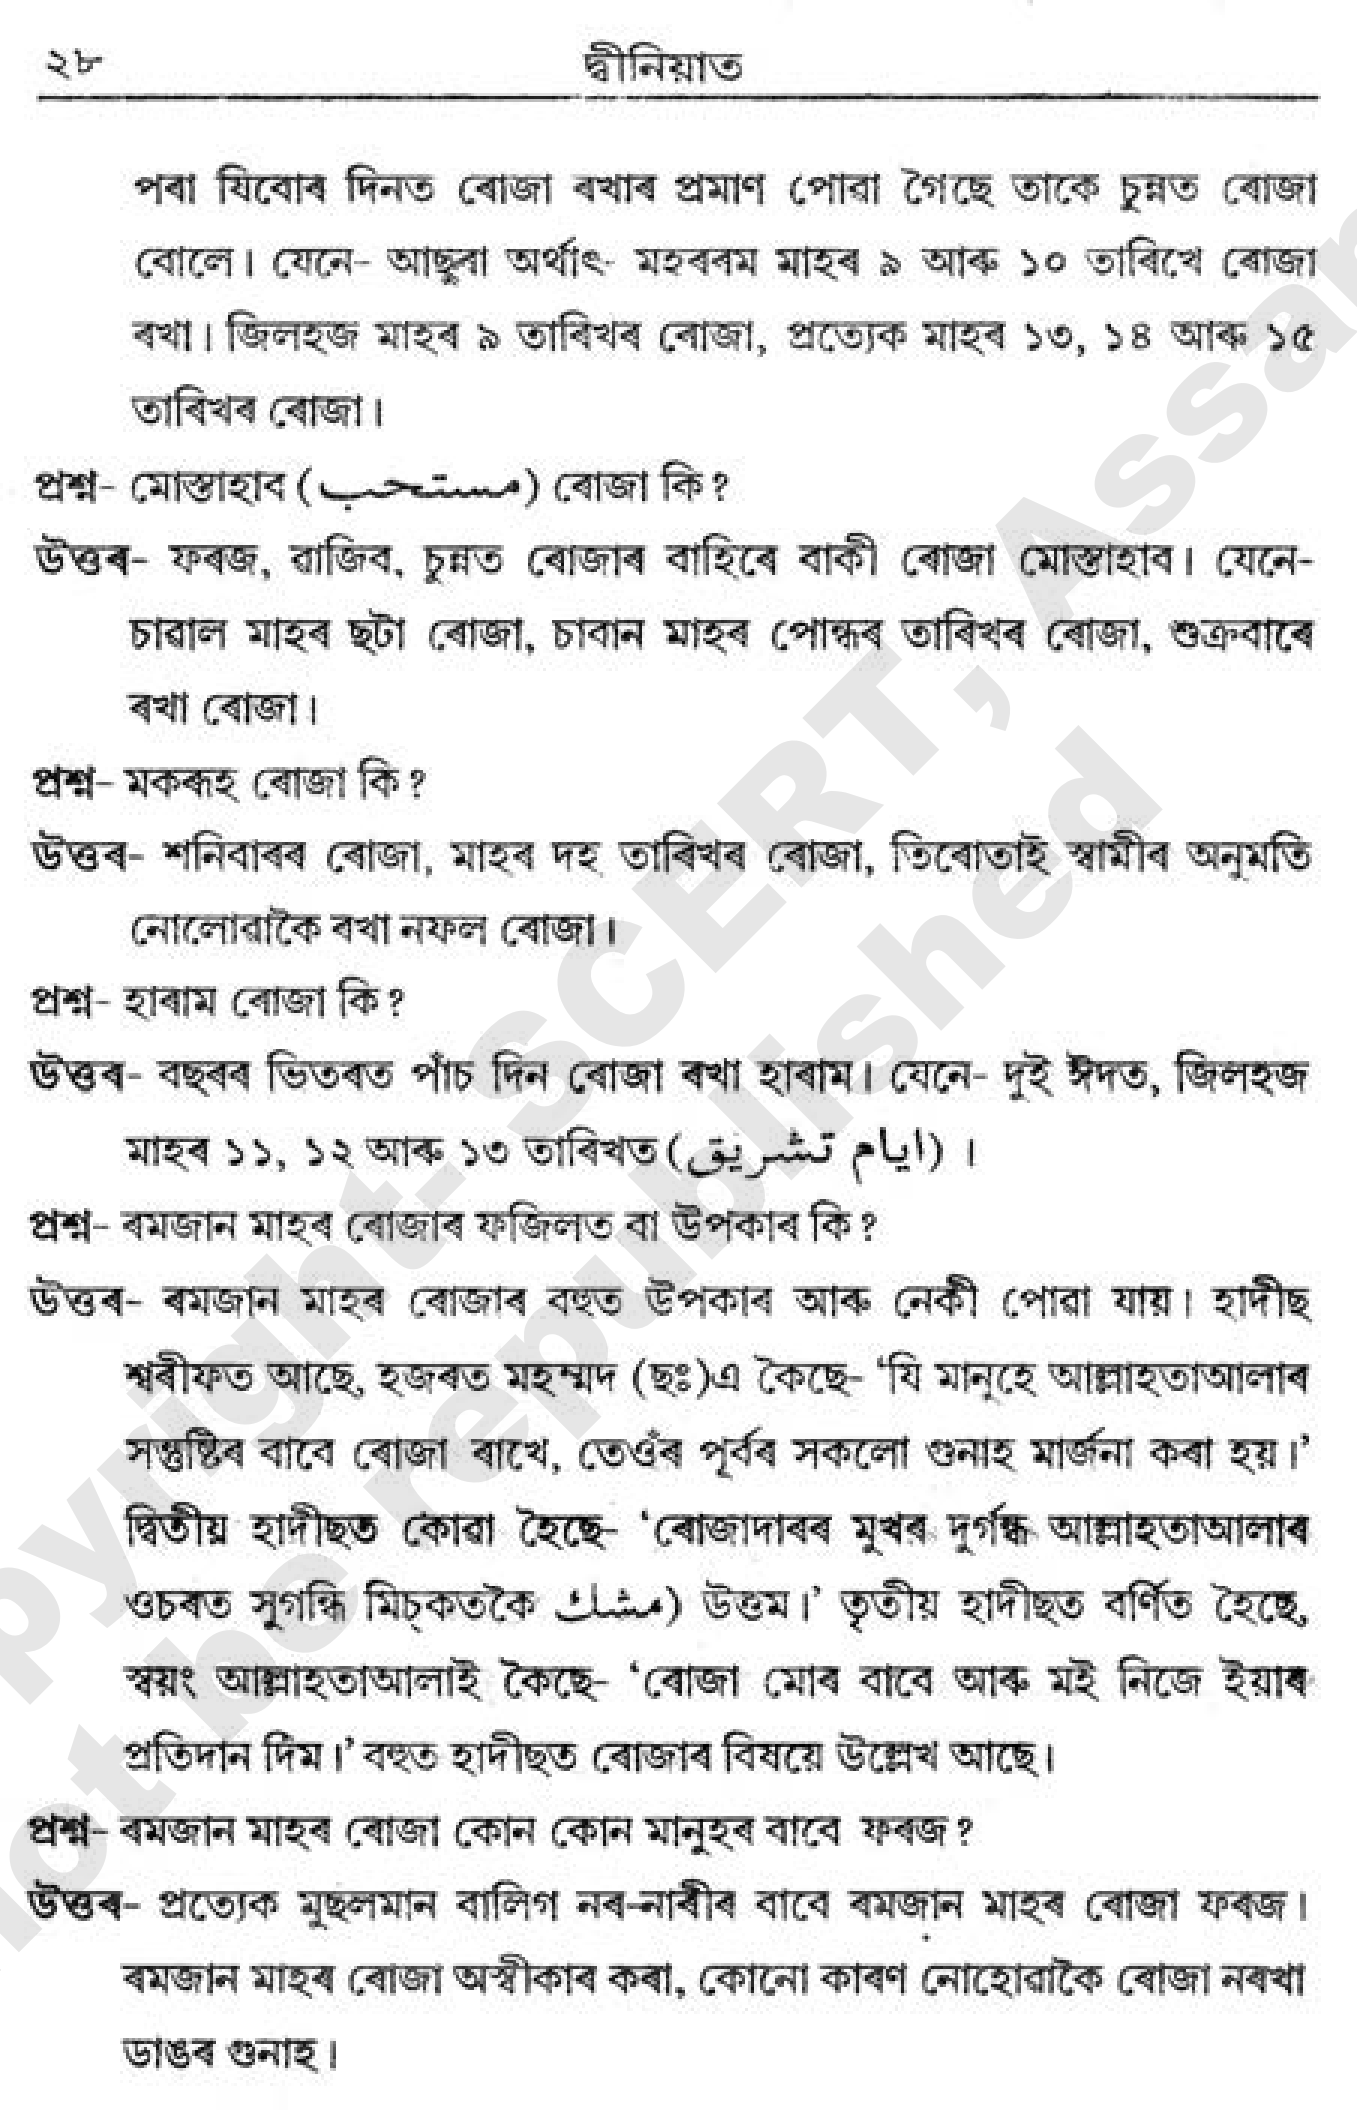 ২৮ দ্বীনিয়াত
পৰা যিবোৰ দিনত ৰোজা ৰখাৰ প্ৰমাণ পোৱা গৈছে তাকে চুন্নত ৰোজা
বোলে। যেনে- আছুৰা অৰ্থাৎ- মহৰৰম মাহৰ ৯ আৰু ১০ তাৰিখে ৰোজা
ৰখা। জিলহজ মাহৰ ৯ তাৰিখৰ ৰোজা, প্ৰত্যেক মাহৰ ১৩, ১৪ আৰু ১৫
তাৰিখৰ ৰোজা।
প্ৰশ্ন- মোস্তাহাব (مستحب) ৰোজা কি?
উত্তৰ- ফৰজ, ৱাজিব, চুন্নত ৰোজাৰ বাহিৰে বাকী ৰোজা মোস্তাহাব। যেনে-
চাৱাল মাহৰ ছটা ৰোজা, চাবান মাহৰ পোন্ধৰ তাৰিখৰ ৰোজা, শুক্ৰবাৰে
ৰখা ৰোজা।
প্ৰশ্ন- মকৰূহ ৰোজা কি?
উত্তৰ- শনিবাৰৰ ৰোজা, মাহৰ দহ তাৰিখৰ ৰোজা, তিৰোতাই স্বামীৰ অনুমতি
নোলোৱাকৈ ৰখা নফল ৰোজা।
প্ৰশ্ন- হাৰাম ৰোজা কি?
উত্তৰ- বছৰৰ ভিতৰত পাঁচ দিন ৰোজা ৰখা হাৰাম। যেনে- দুই ঈদত, জিলহজ
মাহৰ ১১, ১২ আৰু ১৩ তাৰিখত (ايام تشريق) ।
প্ৰশ্ন- ৰমজান মাহৰ ৰোজাৰ ফজিলত বা উপকাৰ কি?
উত্তৰ- ৰমজান মাহৰ ৰোজাৰ বহুত উপকাৰ আৰু নেকী পোৱা যায়। হাদীছ
শ্বৰীফত আছে, হজৰত মহম্মদ (ছঃ)এ কৈছে- ‘যি মানুহে আল্লাহতাআলাৰ
সন্তুষ্টিৰ বাবে ৰোজা ৰাখে, তেওঁৰ পূৰ্বৰ সকলো গুনাহ মাৰ্জনা কৰা হয়।’
দ্বিতীয় হাদীছত কোৱা হৈছে- ‘ৰোজাদাৰৰ মুখৰ দুৰ্গন্ধ আল্লাহতাআলাৰ
ওচৰত সুগন্ধি মিচ্‌কতকৈ مشك) উত্তম।’ তৃতীয় হাদীছত বৰ্ণিত হৈছে,
স্বয়ং আল্লাহতাআলাই কৈছে- ‘ৰোজা মোৰ বাবে আৰু মই নিজে ইয়াৰ
প্ৰতিদান দিম।’ বহুত হাদীছত ৰোজাৰ বিষয়ে উল্লেখ আছে।
প্ৰশ্ন- ৰমজান মাহৰ ৰোজা কোন কোন মানুহৰ বাবে ফৰজ?
উত্তৰ- প্ৰত্যেক মুছলমান বালিগ নৰ-নাৰীৰ বাবে ৰমজান মাহৰ ৰোজা ফৰজ।
ৰমজান মাহৰ ৰোজা অস্বীকাৰ কৰা, কোনো কাৰণ নোহোৱাকৈ ৰোজা নৰখা
ডাঙৰ গুনাহ।
pyright- SCERT, Assa
not be republished